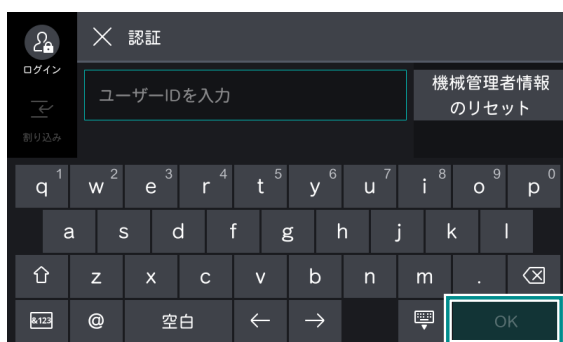 認証
ログイン
ユーザーIDを入力
機械管理者情報
のリセット
割り込み
q 1 w 2 e 3 r 4 t 5 y 6 u 7 i 8 o 9 p 0
a s d f g h j k l
z x c v b n m .
&123 @ 空白 ← → OK